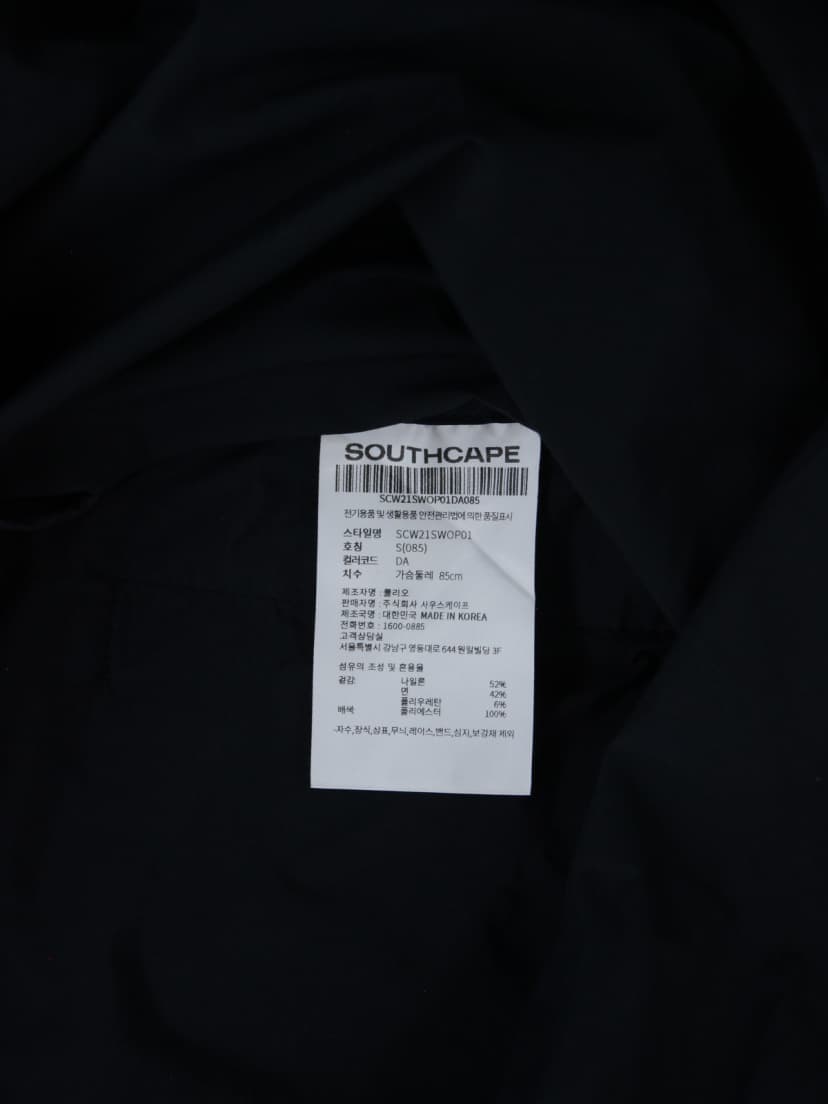 SOUTHCAPE
SCW21SWOP01DA085
전기용품 및 생활용품 안전관리법에 의한 품질표시
스타일명 SCW21SWOP01
호칭 S(085)
컬러코드 DA
치수 가슴둘레 85cm
제조자명 : 롤리오
판매자명 : 주식회사 사우스케이프
제조국명 : 대한민국 MADE IN KOREA
전화번호 : 1600-0885
고객상담실
서울특별시 강남구 영동대로 644 원일빌딩 3F
섬유의 조성 및 혼용율
겉감: 나일론 52%
면 42%
폴리우레탄 6%
배색: 폴리에스터 100%
-자수,장식,상표,무늬,레이스,밴드,심지,보강재 제외